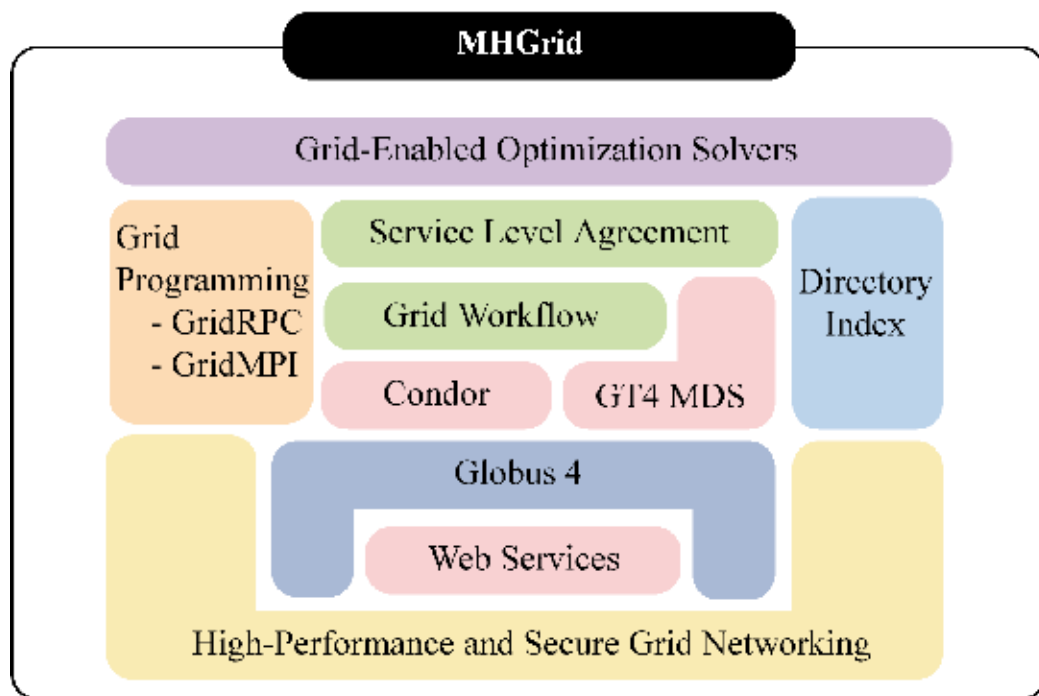 MHGrid
Grid-Enabled Optimization Solvers
Grid
Programming
- GridRPC
- GridMPI
Service Level Agreement
Grid Workflow
Condor
GT4 MDS
Directory
Index
Globus 4
Web Services
High-Performance and Secure Grid Networking